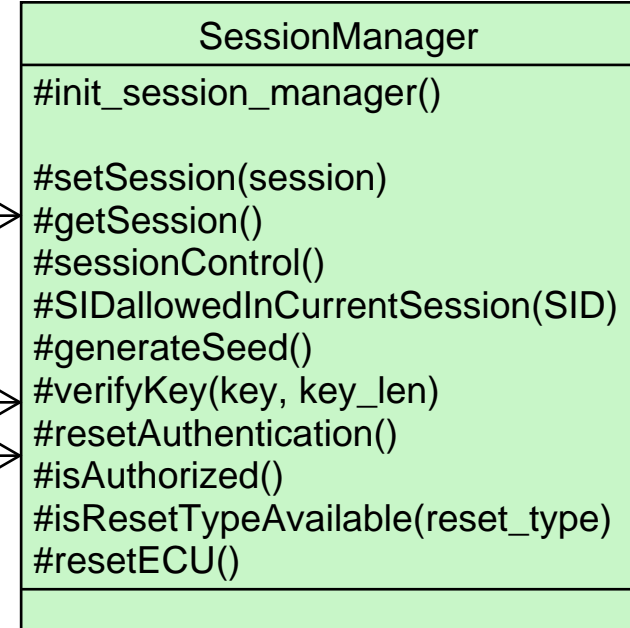 SessionManager
#init_session_manager()
#setSession(session)
#getSession()
#sessionControl()
#SIDallowedInCurrentSession(SID)
#generateSeed()
#verifyKey(key, key_len)
#resetAuthentication()
#isAuthorized()
#isResetTypeAvailable(reset_type)
#resetECU()